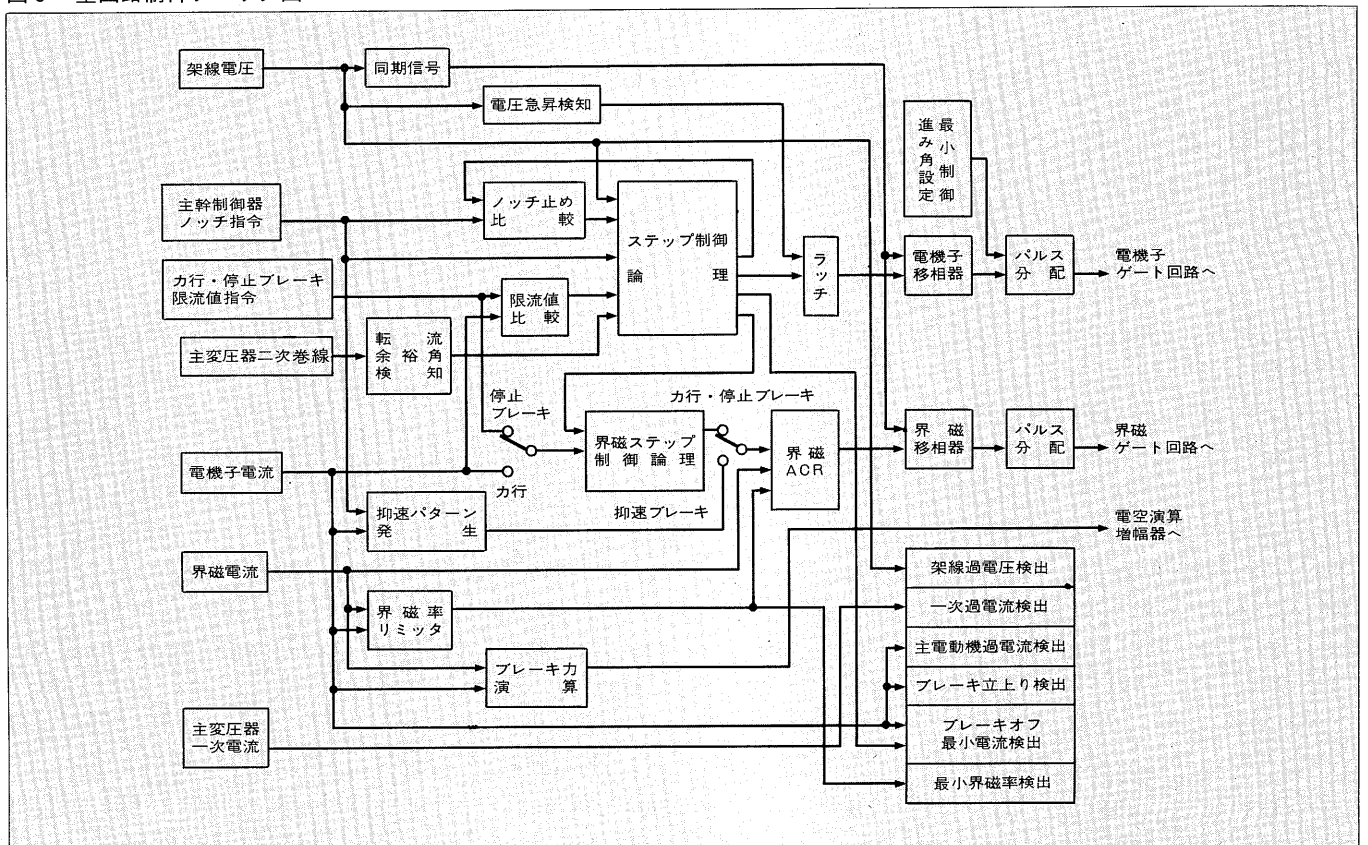 架線電圧
同期信号
電圧急昇検知
最小制御
進み角設定
主幹制御器
ノッチ指令
ノッチ止め
比較
ステップ制御
論理
ラッチ
電機子
移相器
パルス
分配
電機子
ゲート回路へ
力行・停止ブレーキ
限流値指令
限流値
比較
主変圧器二次巻線
転流
余裕角
検知
停止
ブレーキ
力行・停止ブレーキ
界磁ステップ
制御論理
界磁
ACR
界磁
移相器
パルス
分配
界磁
ゲート回路へ
電機子電流
力行
抑速ブレーキ
抑速パターン
発生
電空演算
増幅器へ
界磁電流
架線過電圧検出
界磁率
リミッタ
一次過電流検出
主電動機過電流検出
ブレーキ力
演算
ブレーキ立上り検出
主変圧器
一次電流
ブレーキオフ
最小電流検出
最小界磁率検出